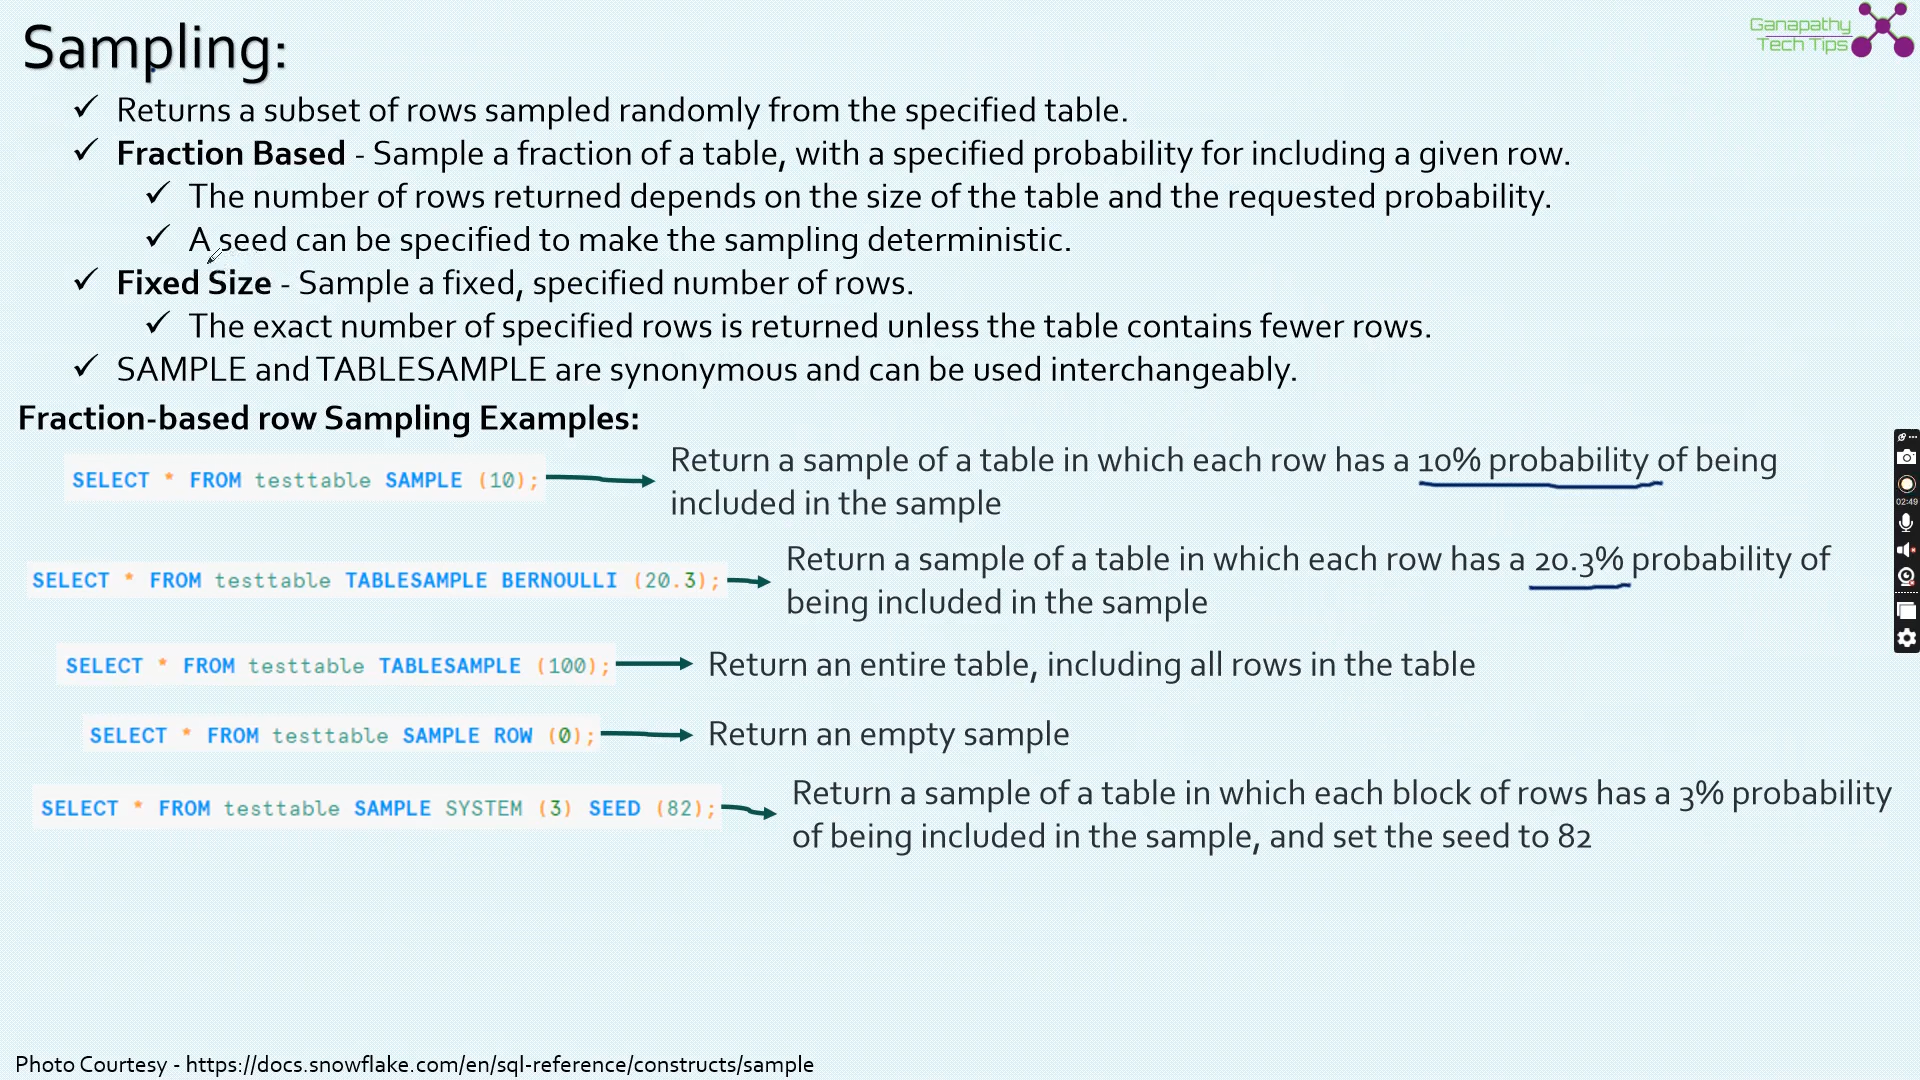 Sampling:
Ganapathy
Tech Tips
Returns a subset of rows sampled randomly from the specified table.
Fraction Based - Sample a fraction of a table, with a specified probability for including a given row.
The number of rows returned depends on the size of the table and the requested probability.
A seed can be specified to make the sampling deterministic.
Fixed Size - Sample a fixed, specified number of rows.
The exact number of specified rows is returned unless the table contains fewer rows.
SAMPLE and TABLESAMPLE are synonymous and can be used interchangeably.
Fraction-based row Sampling Examples:
SELECT * FROM testtable SAMPLE (10);
Return a sample of a table in which each row has a 10% probability of being
included in the sample
SELECT * FROM testtable TABLESAMPLE BERNOULLI (20.3);
Return a sample of a table in which each row has a 20.3% probability of
being included in the sample
SELECT * FROM testtable TABLESAMPLE (100);
Return an entire table, including all rows in the table
SELECT * FROM testtable SAMPLE ROW (0);
Return an empty sample
SELECT * FROM testtable SAMPLE SYSTEM (3) SEED (82);
Return a sample of a table in which each block of rows has a 3% probability
of being included in the sample, and set the seed to 82
02:49
Photo Courtesy - https://docs.snowflake.com/en/sql-reference/constructs/sample